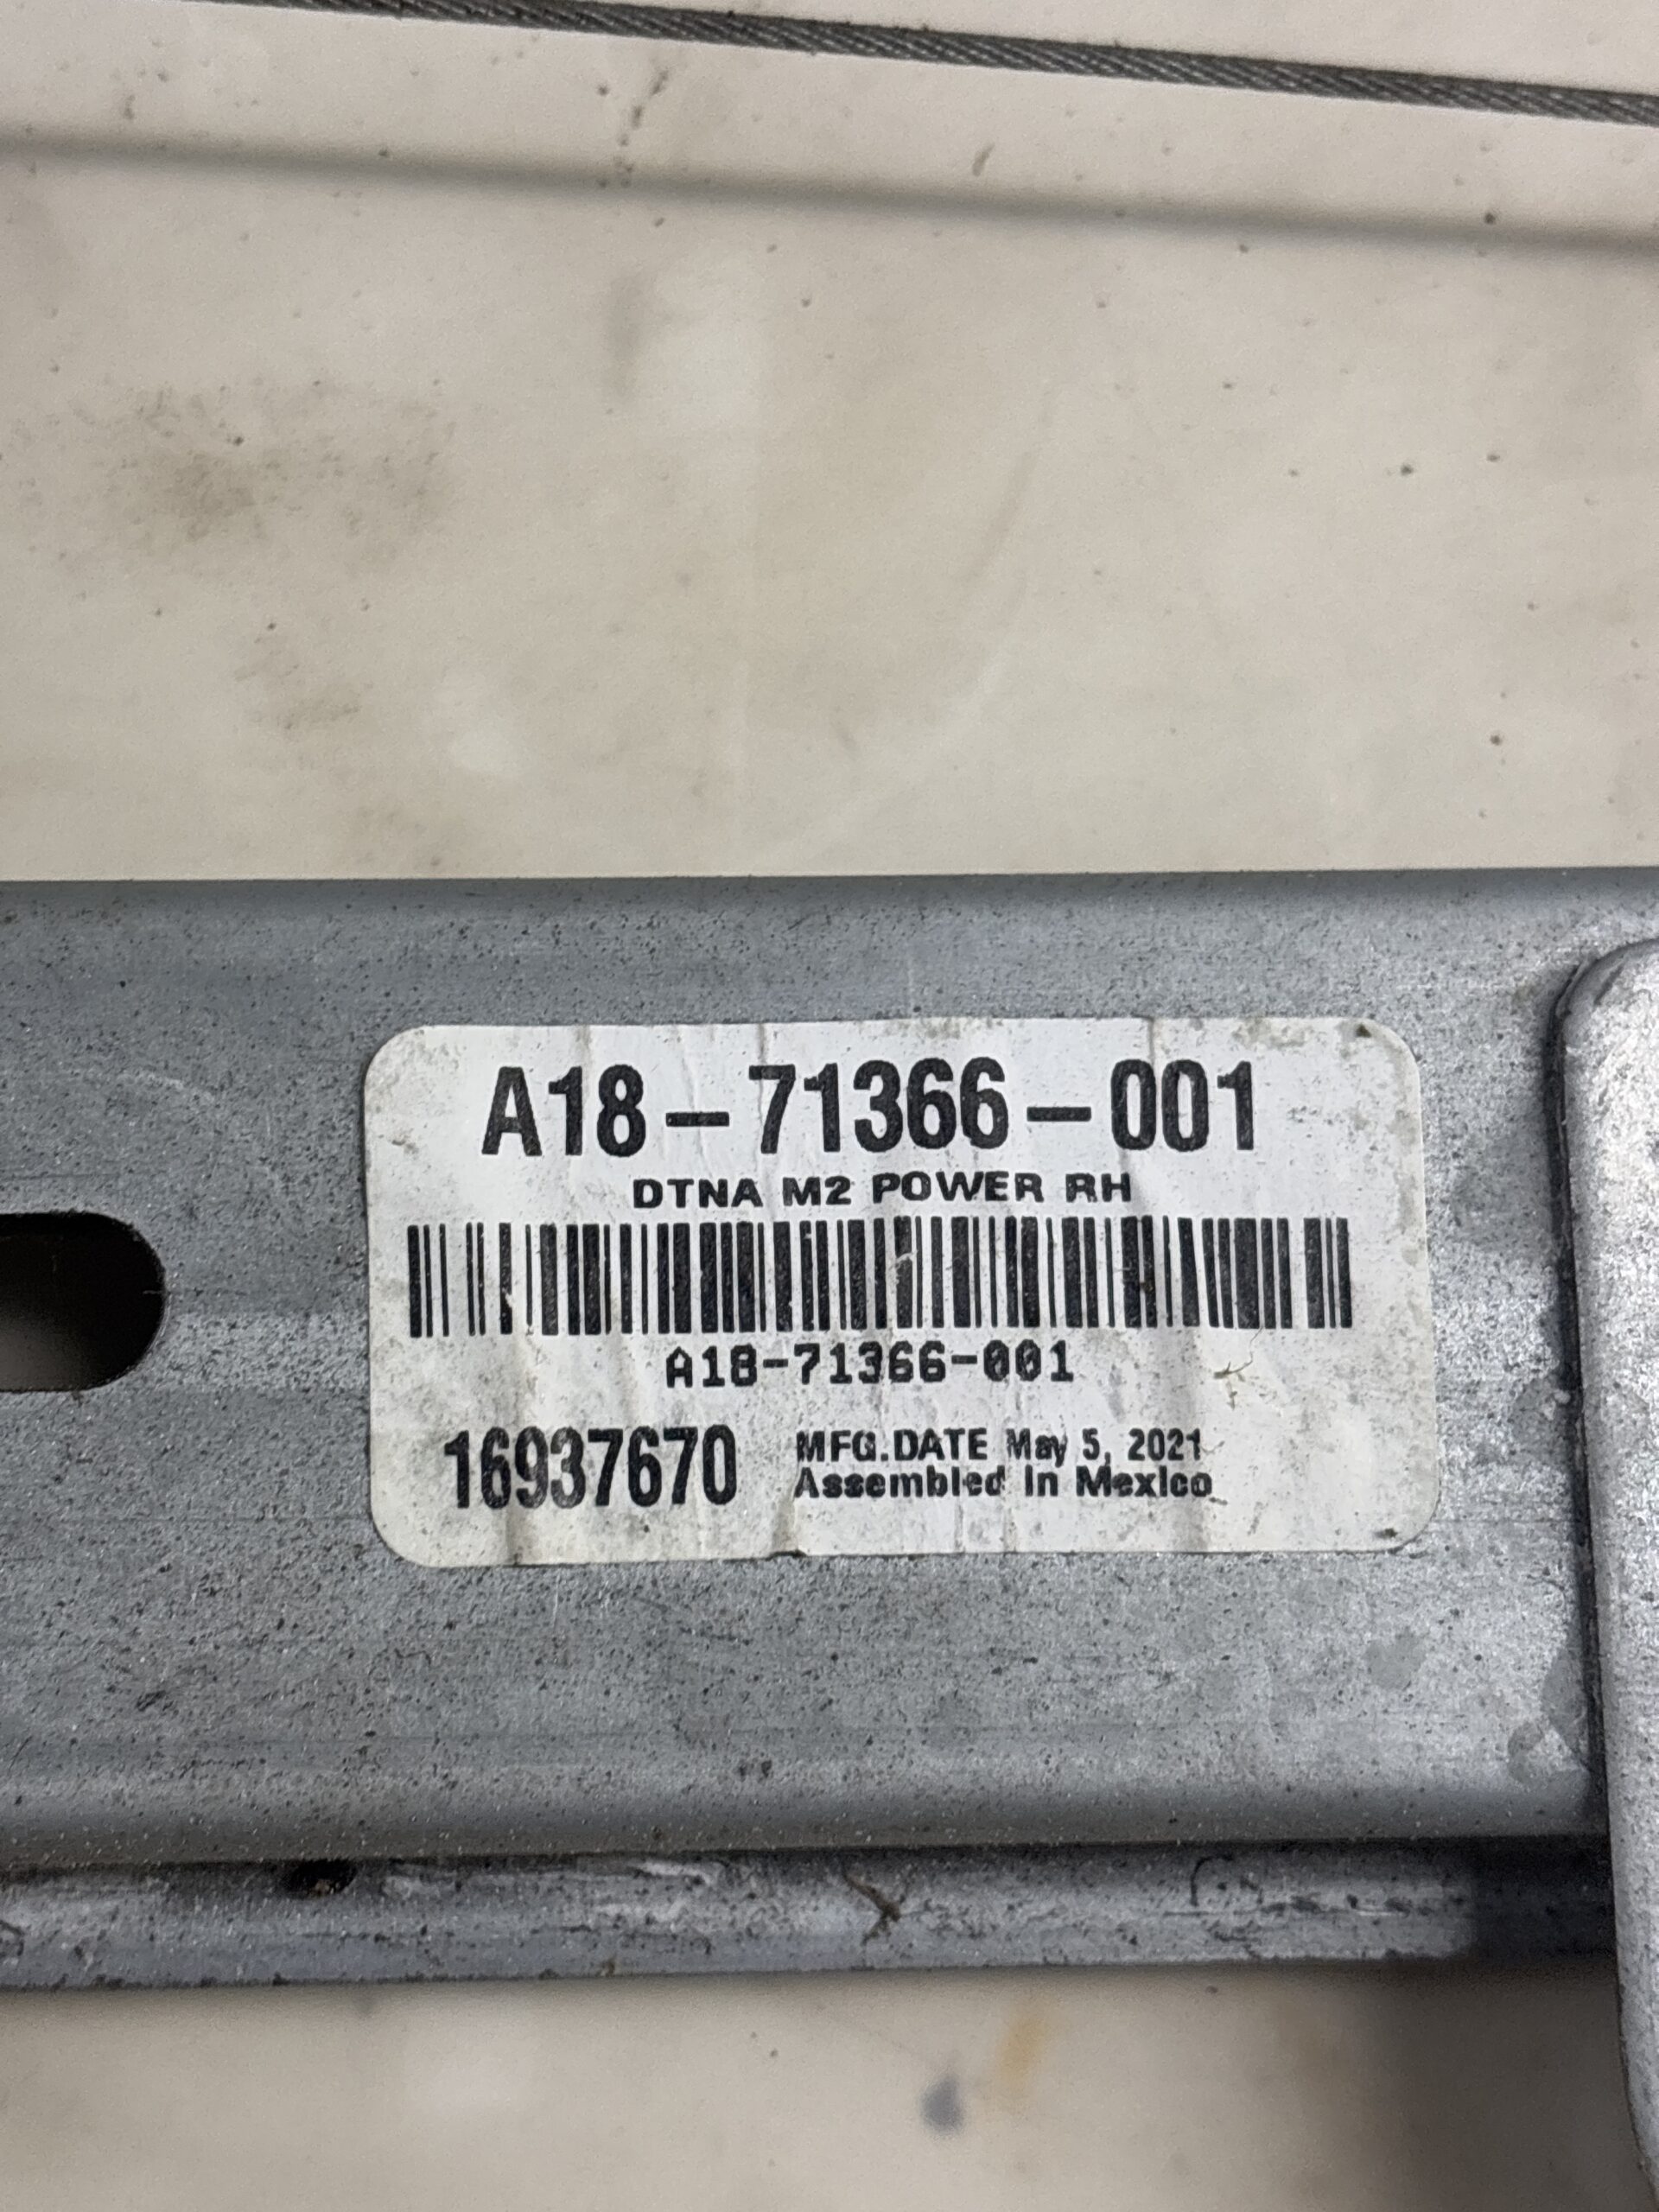 A18-71366-001
DTNA M2 POWER RH
A18-71366-001
16937670
MFG.DATE May 5, 2021
Assembled in Mexico